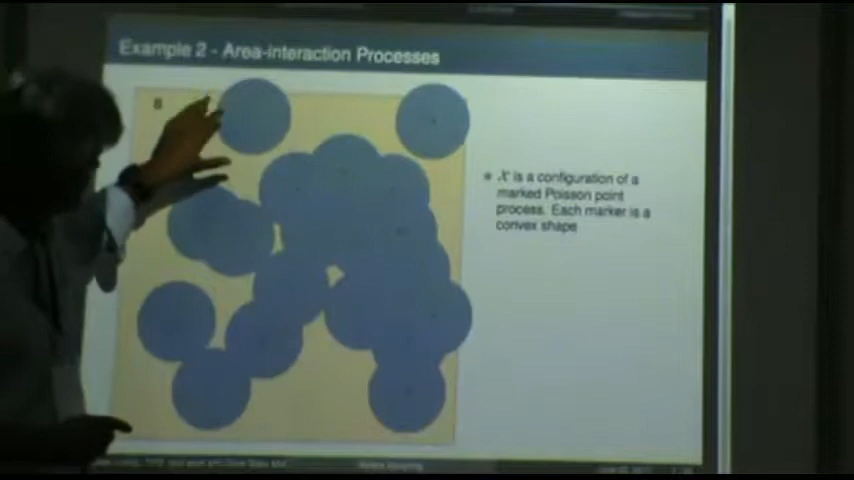 Example 2 - Area-interaction Processes
• X is a configuration of a
marked Poisson point
process. Each marker is a
convex shape